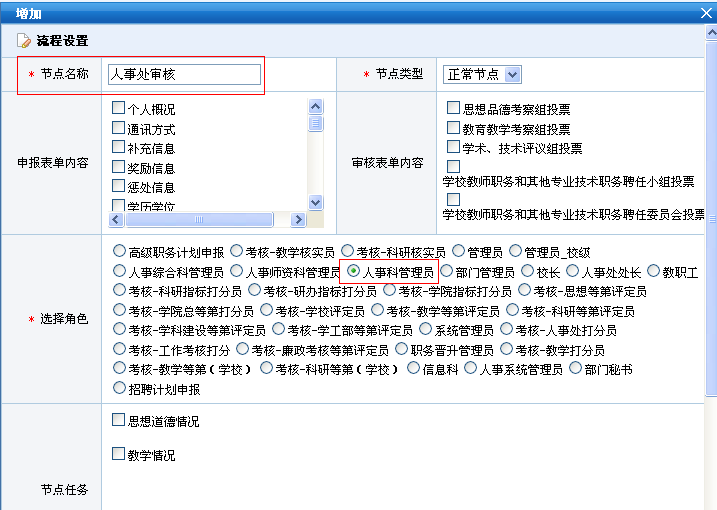 增加
流程设置
* 节点名称 人事处审核 * 节点类型 正常节点
申报表单内容
个人概况
通讯方式
补充信息
奖励信息
惩处信息
学历学位
审核表单内容
思想品德考察组投票
教育教学考察组投票
学术、技术评议组投票
学校教师职务和其他专业技术职务聘任小组投票
学校教师职务和其他专业技术职务聘任委员会投票
* 选择角色
高级职务计划申报 考核-教学核实员 考核-科研核实员 管理员 管理员_校级
人事综合科管理员 人事师资科管理员 人事科管理员 部门管理员 校长 人事处处长 教职工
考核-科研指标打分员 考核-研办指标打分员 考核-学院指标打分员 考核-思想等第评定员
考核-学院总等第打分员 考核-学校评定员 考核-教学等第评定员 考核-科研等第评定员
考核-学科建设等第评定员 考核-学工部等第评定员 系统管理员 考核-人事处打分员
考核-工作考核打分 考核-廉政考核等第评定员 职务晋升管理员 考核-教学打分员
考核-教学等第(学校) 考核-科研等第(学校) 信息科 人事系统管理员 部门秘书
招聘计划申报
节点任务
思想道德情况
教学情况